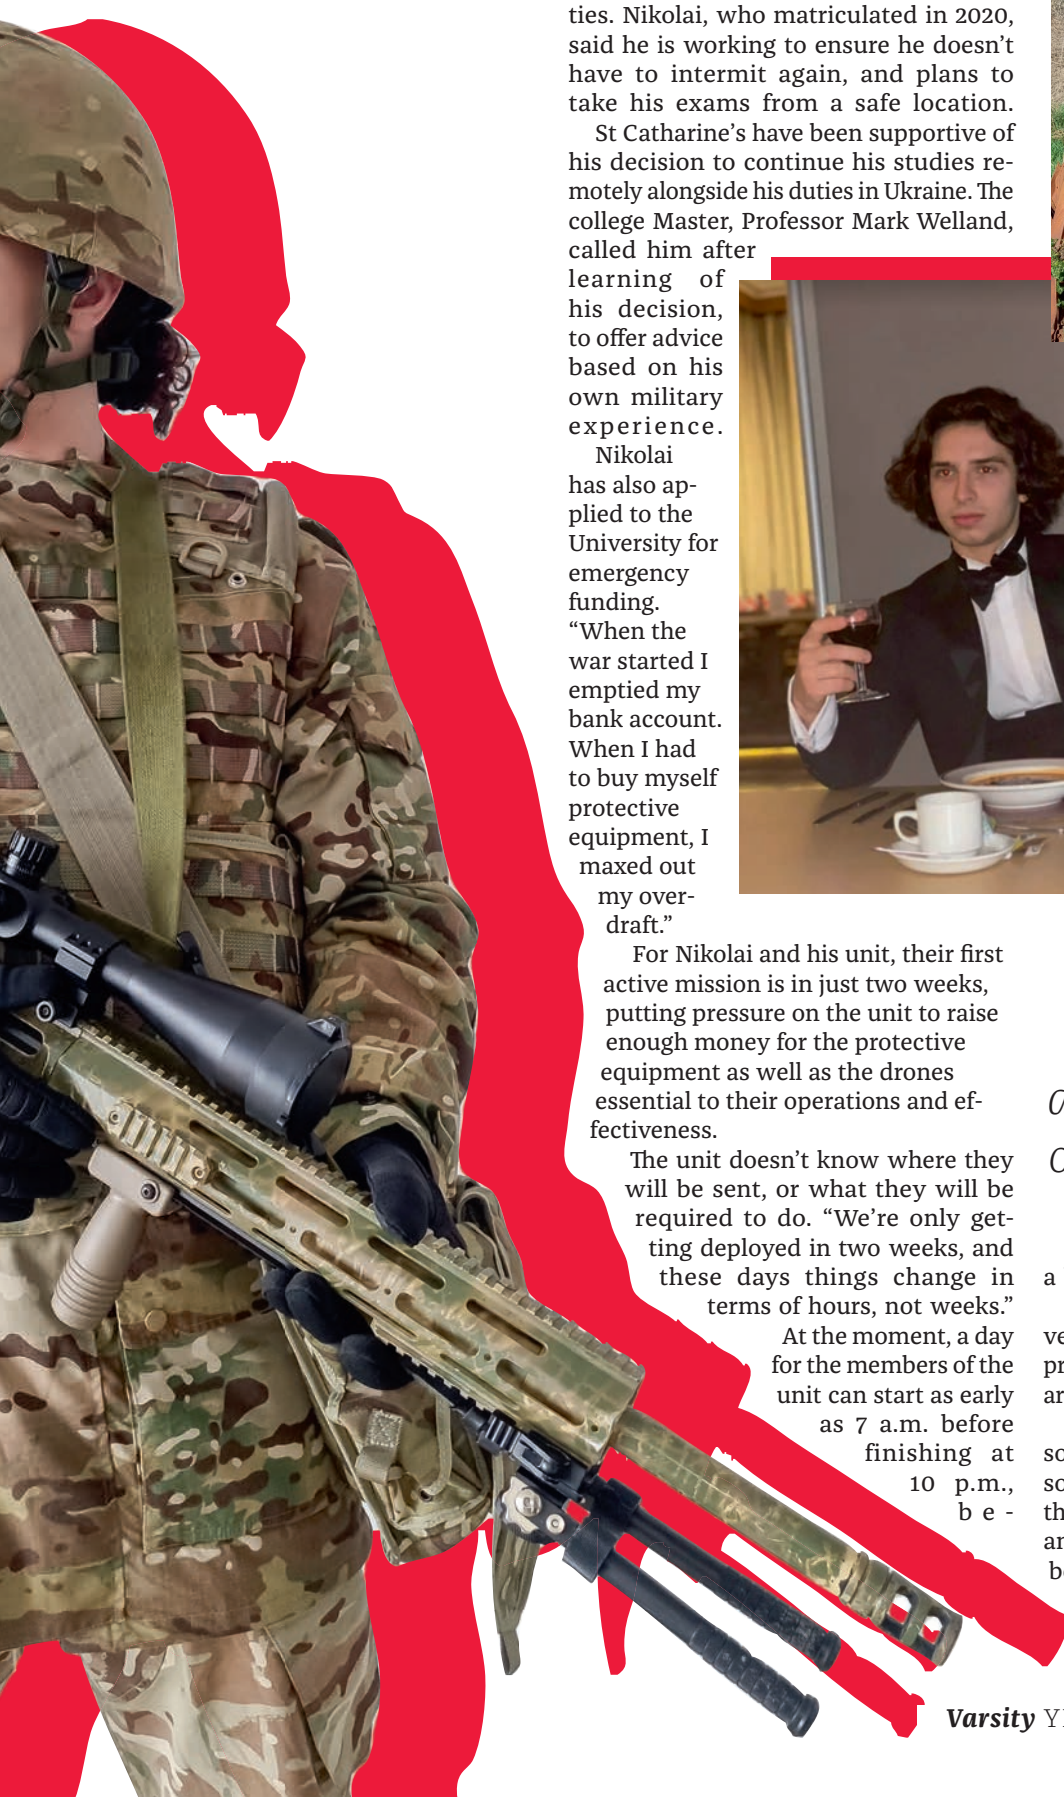 ties. Nikolai, who matriculated in 2020,
said he is working to ensure he doesn’t
have to intermit again, and plans to
take his exams from a safe location.
St Catharine’s have been supportive of
his decision to continue his studies re-
motely alongside his duties in Ukraine. The
college Master, Professor Mark Welland,
called him after
learning of
his decision,
to offer advice
based on his
own military
experience.
Nikolai
has also ap-
plied to the
University for
emergency
funding.
“When the
war started I
emptied my
bank account.
When I had
to buy myself
protective
equipment, I
maxed out
my over-
draft.”
For Nikolai and his unit, their first
active mission is in just two weeks,
putting pressure on the unit to raise
enough money for the protective
equipment as well as the drones
essential to their operations and ef-
fectiveness.
The unit doesn’t know where they
will be sent, or what they will be
required to do. “We’re only get-
ting deployed in two weeks, and
these days things change in
terms of hours, not weeks.”
At the moment, a day
for the members of the
unit can start as early
as 7 a.m. before
finishing at
10 p.m.,
be-
a
Varsity